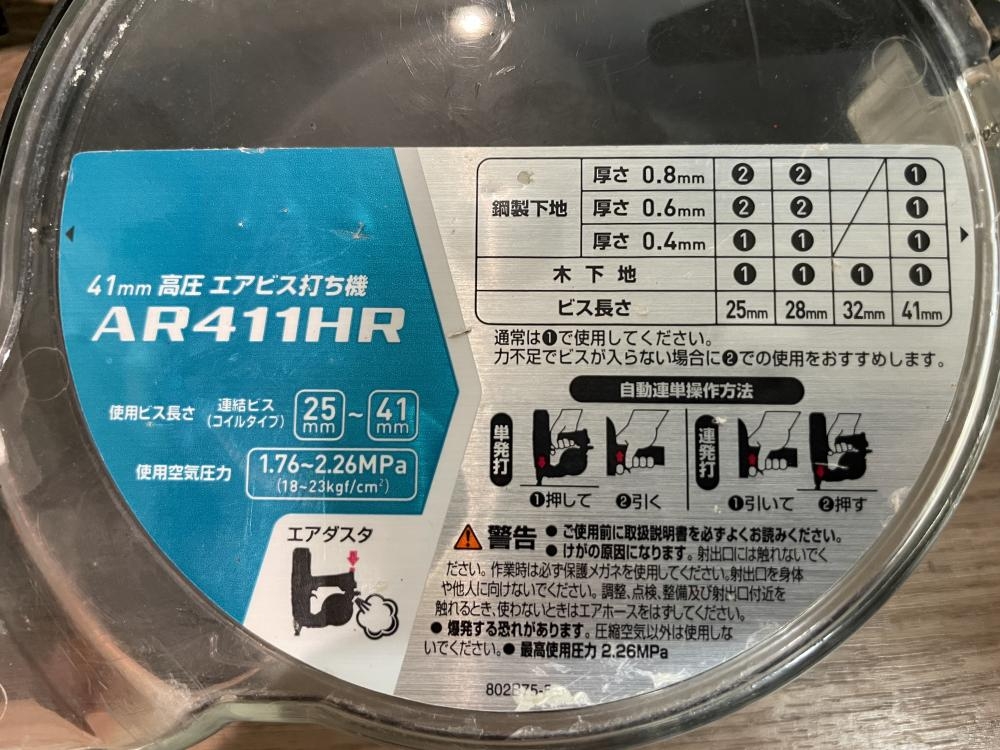 41mm 高圧 エアビス打ち機
AR411HR
使用ビス長さ 連結ビス (コイルタイプ) 25mm ~ 41mm
使用空気圧力 1.76~2.26MPa
(18~23kgf/cm²)
エアダスタ
鋼製下地
厚さ 0.8mm ❷ ❷ ❶
厚さ 0.6mm ❷ ❷ ❶
厚さ 0.4mm ❶ ❶ ❶
木下地 ❶ ❶ ❶ ❶
ビス長さ 25mm 28mm 32mm 41mm
通常は❶で使用してください。
力不足でビスが入らない場合に❷での使用をおすすめします。
自動連単操作方法
単発打 ❶押して ❷引く
連発打 ❶引いて ❷押す
警告 ● ご使用前に取扱説明書を必ずよくお読みください。
● けがの原因になります。射出口には触れないでく
ださい。作業時は必ず保護メガネを使用してください。射出口を身体
や他人に向けないでください。調整、点検、整備及び射出口付近を
触れるとき、使わないときはエアホースをはずしてください。
● 爆発する恐れがあります。圧縮空気以外は使用しな
いでください。● 最高使用圧力 2.26MPa